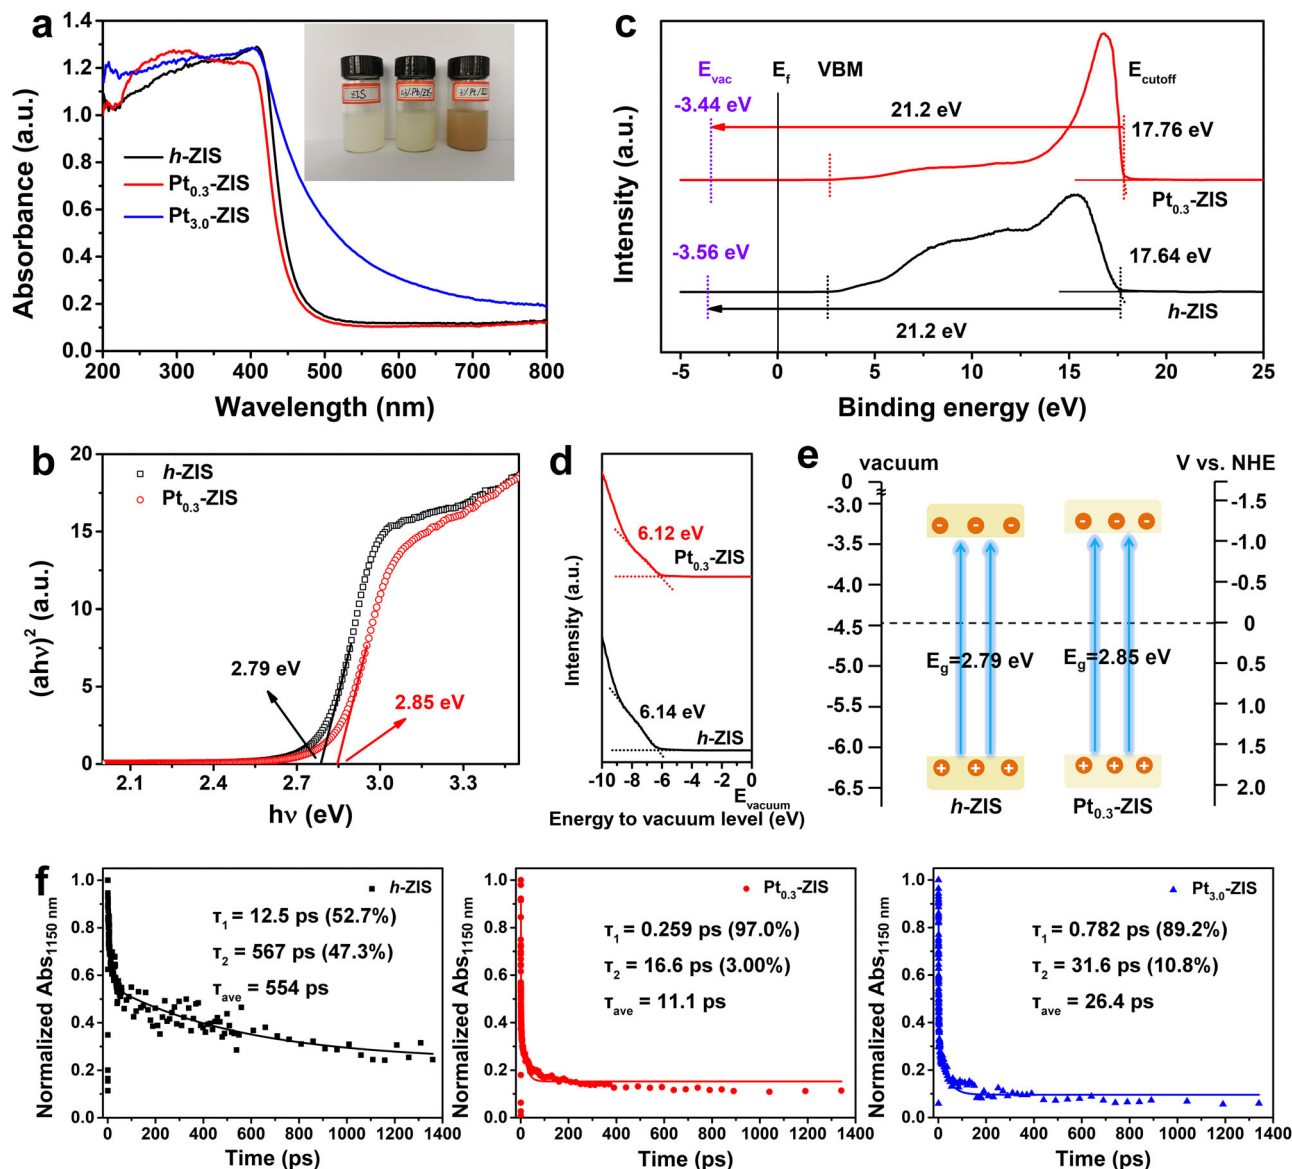 a
1.4
1.2
1.0
0.8
0.6
0.4
0.2
0.0
Absorbance (a.u.)
200 300 400 500 600 700 800
Wavelength (nm)
h-ZIS
Pt0.3-ZIS
Pt3.0-ZIS
ZIS
3%Pt/ZIS
c
Evac
Ef
VBM
Ecutoff
-3.44 eV
21.2 eV
17.76 eV
Pt0.3-ZIS
-3.56 eV
17.64 eV
h-ZIS
21.2 eV
Intensity (a.u.)
-5 0 5 10 15 20 25
Binding energy (eV)
b
20
15
10
5
0
(ahν)2 (a.u.)
h-ZIS
Pt0.3-ZIS
2.79 eV
2.85 eV
2.1 2.4 2.7 3.0 3.3
hν (eV)
d
Intensity (a.u.)
6.12 eV
Pt0.3-ZIS
6.14 eV
h-ZIS
-10 -8 -6 -4 -2 0
Evacuum
Energy to vacuum level (eV)
e
vacuum
V vs. NHE
0
-3.0
-3.5
-4.0
-4.5
-5.0
-5.5
-6.0
-6.5
-1.5
-1.0
-0.5
0
0.5
1.0
1.5
2.0
- - -
- - -
Eg=2.79 eV
Eg=2.85 eV
+ + +
+ + +
h-ZIS
Pt0.3-ZIS
f
1.0
0.8
0.6
0.4
0.2
0.0
Normalized Abs1150 nm
h-ZIS
τ1 = 12.5 ps (52.7%)
τ2 = 567 ps (47.3%)
τave = 554 ps
0 200 400 600 800 1000 1200 1400
Time (ps)
1.0
0.8
0.6
0.4
0.2
0.0
Normalized Abs1150 nm
Pt0.3-ZIS
τ1 = 0.259 ps (97.0%)
τ2 = 16.6 ps (3.00%)
τave = 11.1 ps
0 200 400 600 800 1000 1200 1400
Time (ps)
1.0
0.8
0.6
0.4
0.2
0.0
Normalized Abs1150 nm
Pt3.0-ZIS
τ1 = 0.782 ps (89.2%)
τ2 = 31.6 ps (10.8%)
τave = 26.4 ps
0 200 400 600 800 1000 1200 1400
Time (ps)